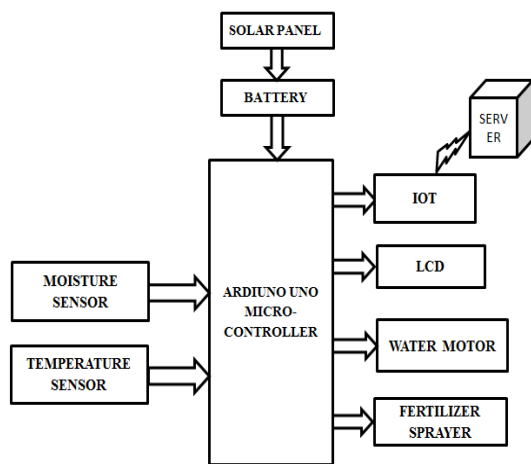 SOLAR PANEL
BATTERY
SERV
ER
IOT
LCD
MOISTURE
SENSOR
ARDIUNO UNO
MICRO-
CONTROLLER
WATER MOTOR
TEMPERATURE
SENSOR
FERTILIZER
SPRAYER